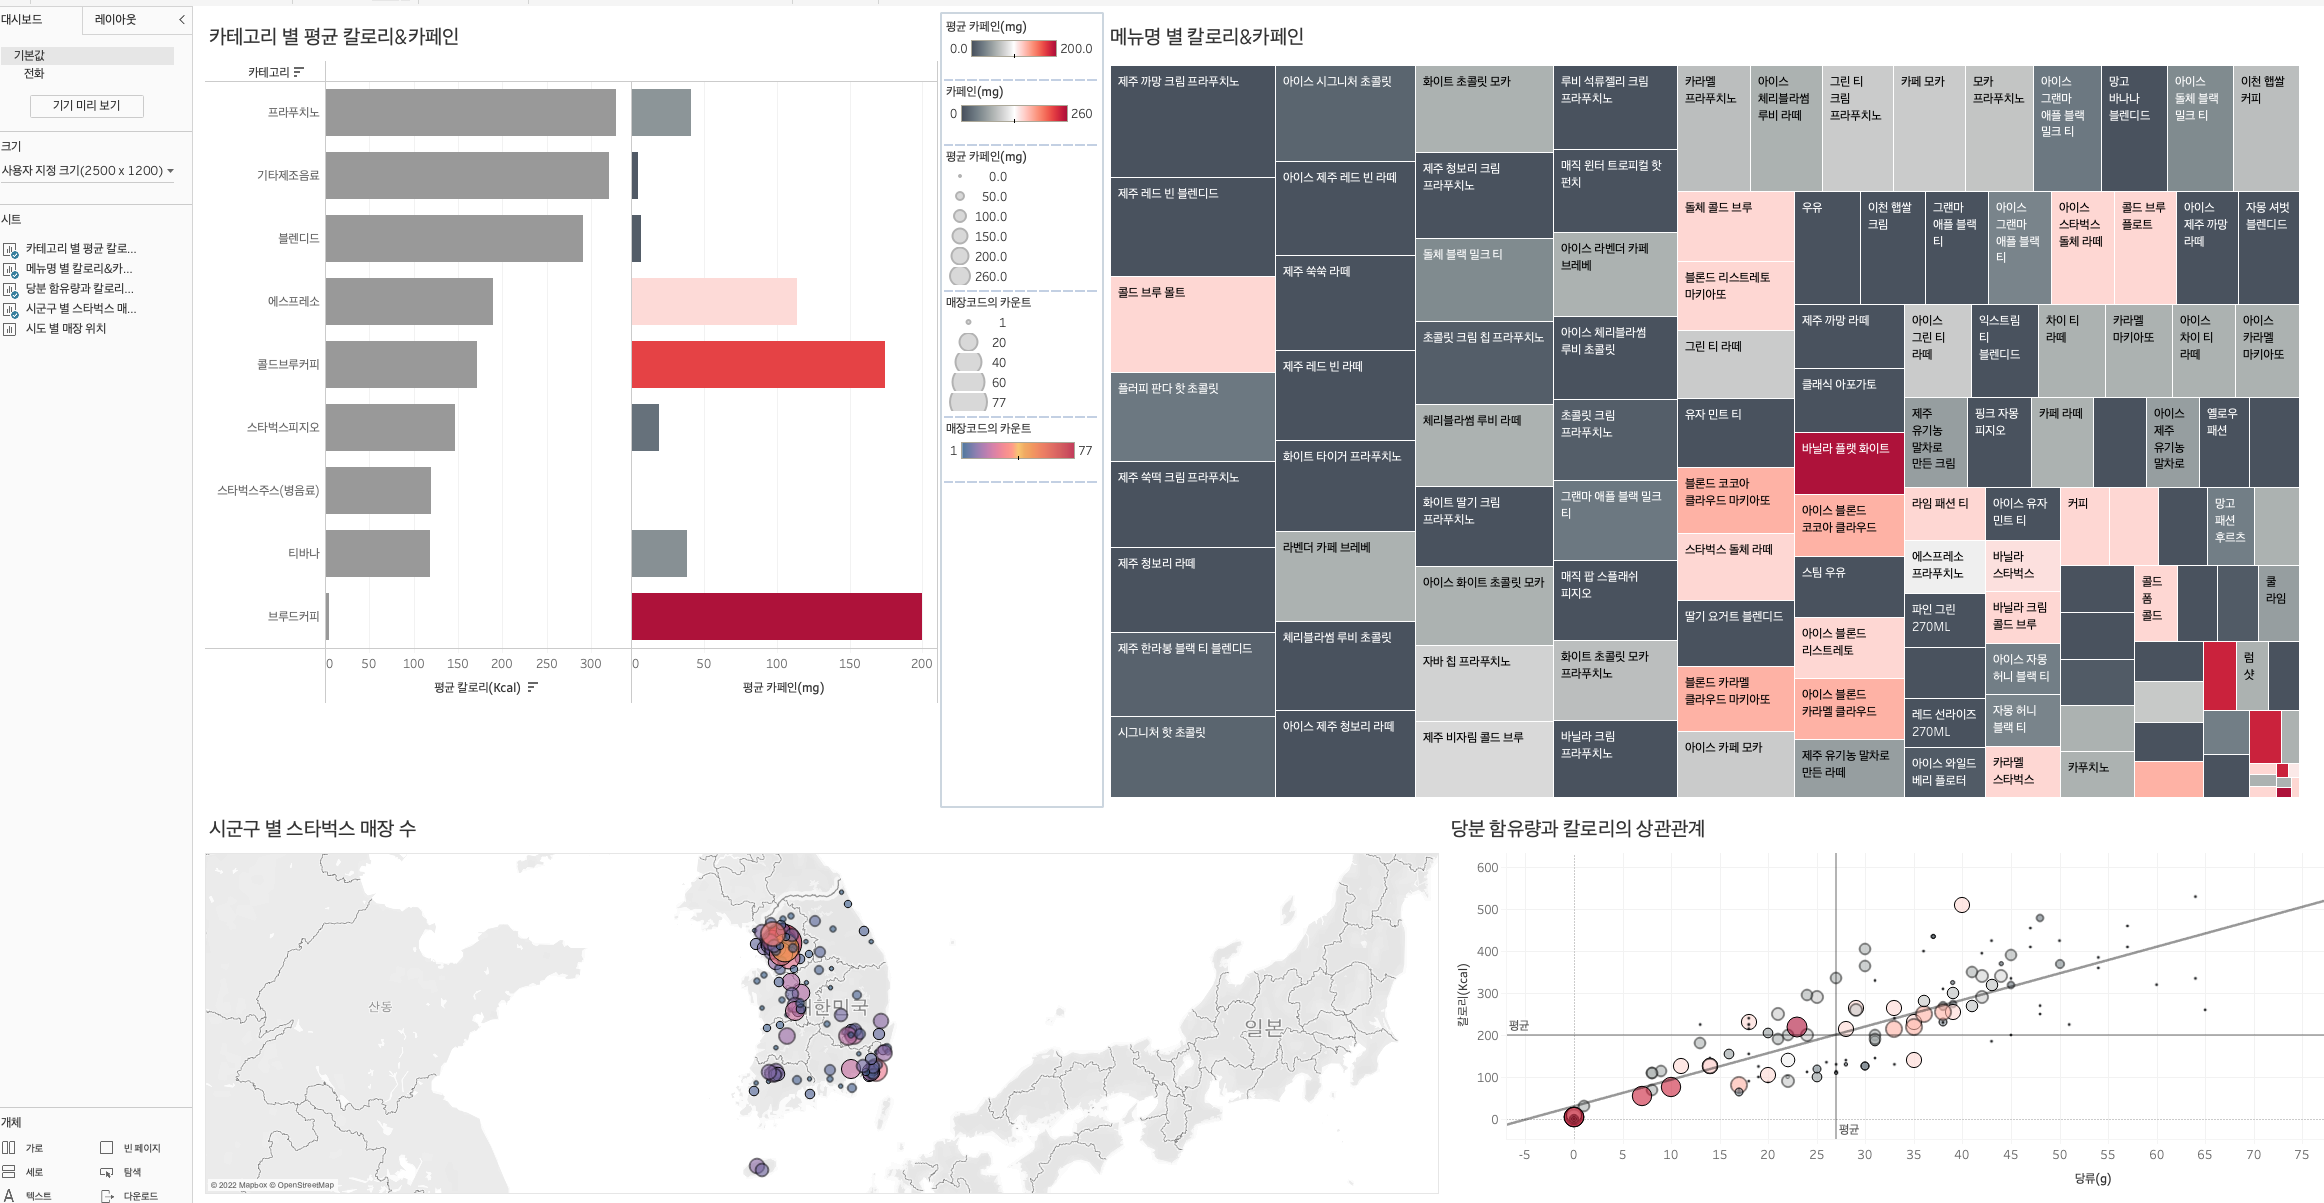 대시보드
레이아웃
기본값
전화
기기 미리 보기
크기
사용자 지정 크기(2500 x 1200)
시트
카테고리 별 평균 칼로...
메뉴명 별 칼로리&카...
당분 함유량과 칼로리...
시군구 별 스타벅스 매...
시도 별 매장 위치
개체
가로
빈 페이지
세로
탐색
텍스트
다운로드
카테고리 별 평균 칼로리&카페인
카테고리
프라푸치노
기타제조음료
블렌디드
에스프레소
콜드브루커피
스타벅스피지오
스타벅스주스(병음료)
티바나
브루드커피
0 50 100 150 200 250 300
0 50 100 150 200
평균 칼로리(Kcal)
평균 카페인(mg)
평균 카페인(mg)
0.0 200.0
카페인(mg)
0 260
평균 카페인(mg)
0.0
50.0
100.0
150.0
200.0
260.0
매장코드의 카운트
1
20
40
60
77
매장코드의 카운트
1 77
메뉴명 별 칼로리&카페인
제주 까망 크림 프라푸치노
제주 레드 빈 블렌디드
콜드 브루 몰트
플러피 판다 핫 초콜릿
제주 쑥떡 크림 프라푸치노
제주 청보리 라떼
제주 한라봉 블랙 티 블렌디드
시그니처 핫 초콜릿
아이스 시그니처 초콜릿
아이스 제주 레드 빈 라떼
제주 쑥쑥 라떼
제주 레드 빈 라떼
화이트 타이거 프라푸치노
라벤더 카페 브레베
체리블라썸 루비 초콜릿
아이스 제주 청보리 라떼
화이트 초콜릿 모카
제주 청보리 크림
프라푸치노
돌체 블랙 밀크 티
초콜릿 크림 칩 프라푸치노
체리블라썸 루비 라떼
화이트 딸기 크림
프라푸치노
아이스 화이트 초콜릿 모카
자바 칩 프라푸치노
제주 비자림 콜드 브루
루비 석류젤리 크림
프라푸치노
매직 윈터 트로피컬 핫
펀치
아이스 라벤더 카페
브레베
아이스 체리블라썸
루비 초콜릿
초콜릿 크림
프라푸치노
그랜마 애플 블랙 밀크
티
매직 팝 스플래쉬
피지오
화이트 초콜릿 모카
프라푸치노
바닐라 크림
프라푸치노
카라멜
프라푸치노
아이스
체리블라썸
루비 라떼
그린 티
크림
프라푸치노
카페 모카
모카
프라푸치노
아이스
그랜마
애플 블랙
밀크 티
망고
바나나
블렌디드
아이스
돌체 블랙
밀크 티
이천 햅쌀
커피
돌체 콜드 브루
블론드 리스트레토
마키아또
그린 티 라떼
유자 민트 티
블론드 코코아
클라우드 마키아또
스타벅스 돌체 라떼
딸기 요거트 블렌디드
블론드 카라멜
클라우드 마키아또
아이스 카페 모카
우유
이천 햅쌀
크림
그랜마
애플 블랙
티
아이스
그랜마
애플 블랙
티
아이스
스타벅스
돌체 라떼
콜드 브루
플로트
아이스
제주 까망
라떼
자몽 셔벗
블렌디드
제주 까망 라떼
클래식 아포가토
바닐라 플랫 화이트
아이스 블론드
코코아 클라우드
스팀 우유
아이스 블론드
리스트레토
아이스 블론드
카라멜 클라우드
제주 유기농 말차로
만든 라떼
아이스
그린 티
라떼
익스트림
티
블렌디드
차이 티
라떼
카라멜
마키아또
아이스
차이 티
라떼
아이스
카라멜
마키아또
제주
유기농
말차로
만든 크림
핑크 자몽
피지오
카페 라떼
아이스
제주
유기농
말차로
옐로우
패션
라임 패션 티
에스프레소
프라푸치노
파인 그린
270ML
레드 선라이즈
270ML
아이스 와일드
베리 플로터
아이스 유자
민트 티
바닐라
스타벅스
바닐라 크림
콜드 브루
아이스 자몽
허니 블랙 티
자몽 허니
블랙 티
카라멜
스타벅스
커피
망고
패션
후르츠
콜드
폼
콜드
쿨
라임
럼
샷
카푸치노
시군구 별 스타벅스 매장 수
산동
대한민국
일본
© 2022 Mapbox © OpenStreetMap
당분 함유량과 칼로리의 상관관계
칼로리(Kcal)
600
500
400
300
200
100
0
평균
평균
-5 0 5 10 15 20 25 30 35 40 45 50 55 60 65 70 75
당류(g)